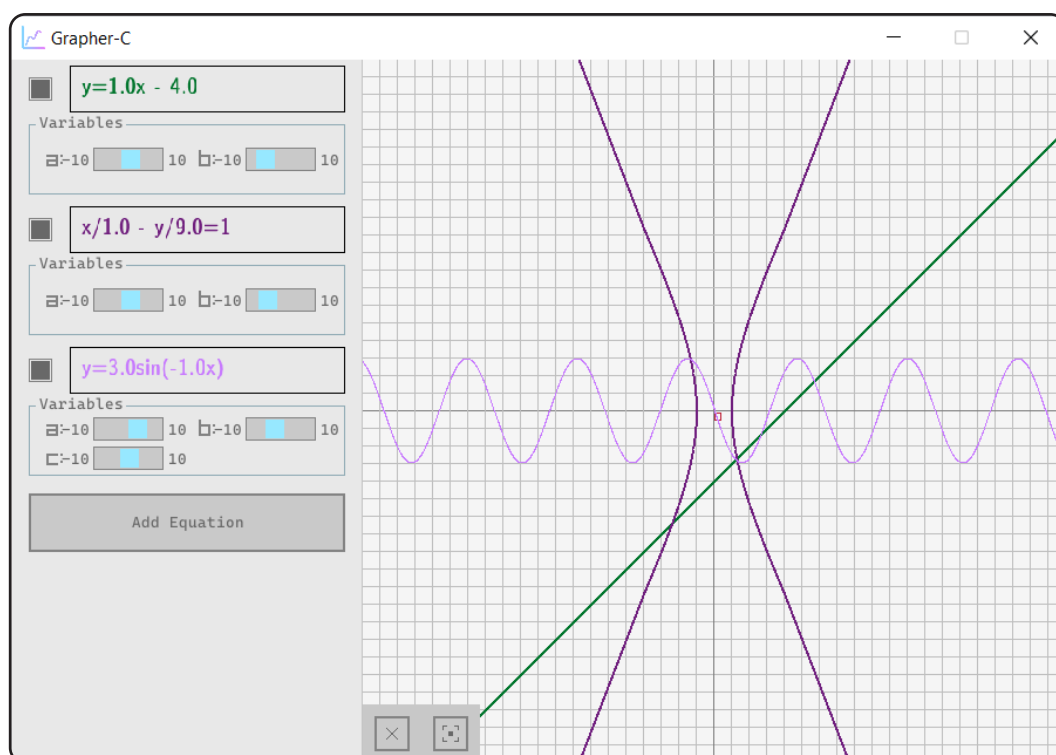 Grapher-C
y=1.0x - 4.0
Variables
a:-10 10 b:-10 10
x/1.0 - y/9.0=1
Variables
a:-10 10 b:-10 10
y=3.0sin(-1.0x)
Variables
a:-10 10 b:-10 10
c:-10 10
Add Equation